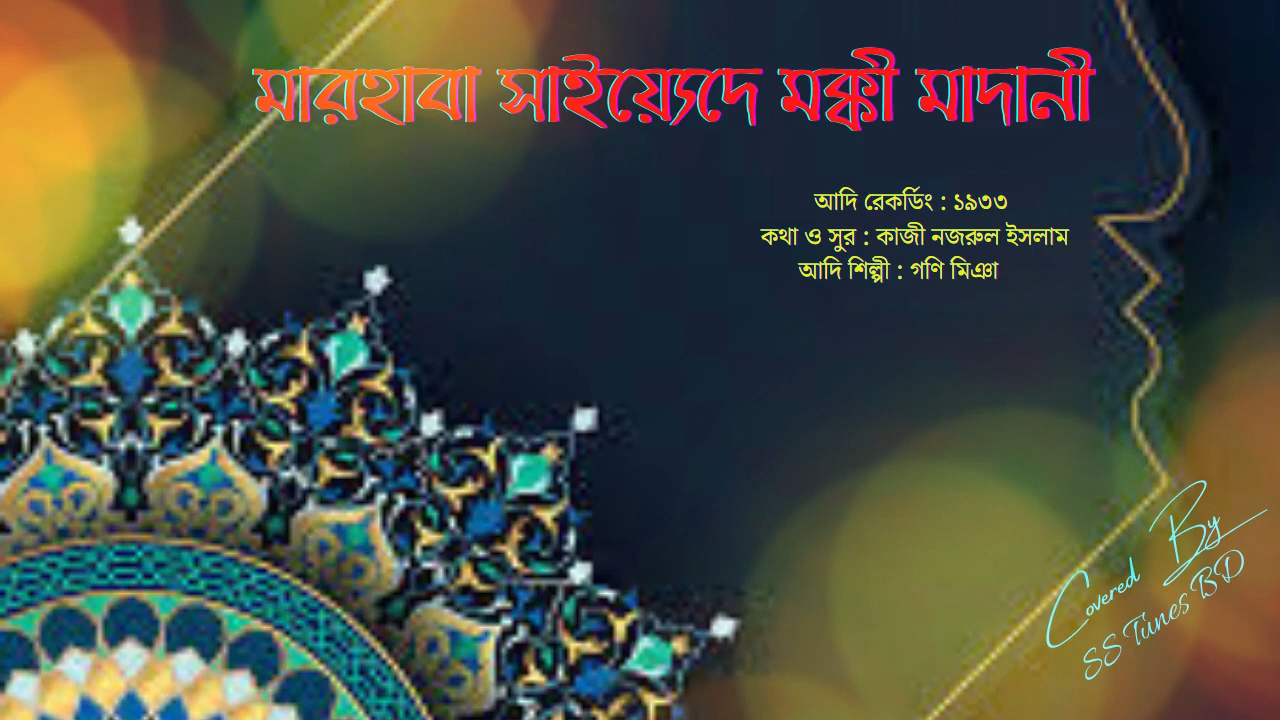 মারহাবা সাইয়্যেদে মক্কী মাদানী
আদি রেকর্ডিং : ১৯৩৩
কথা ও সুর : কাজী নজরুল ইসলাম
আদি শিল্পী : গণি মিঞা
Covered By
SS Tunes BD